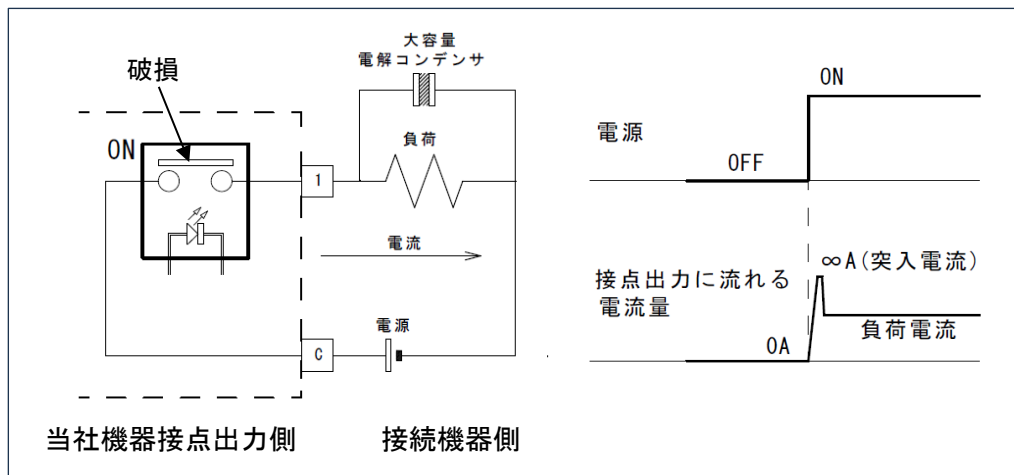 破損
大容量
電解コンデンサ
ON
負荷
1
電流
電源
C
当社機器接点出力側
接続機器側
電源
OFF
ON
接点出力に流れる
電流量
∞A(突入電流)
0A
負荷電流